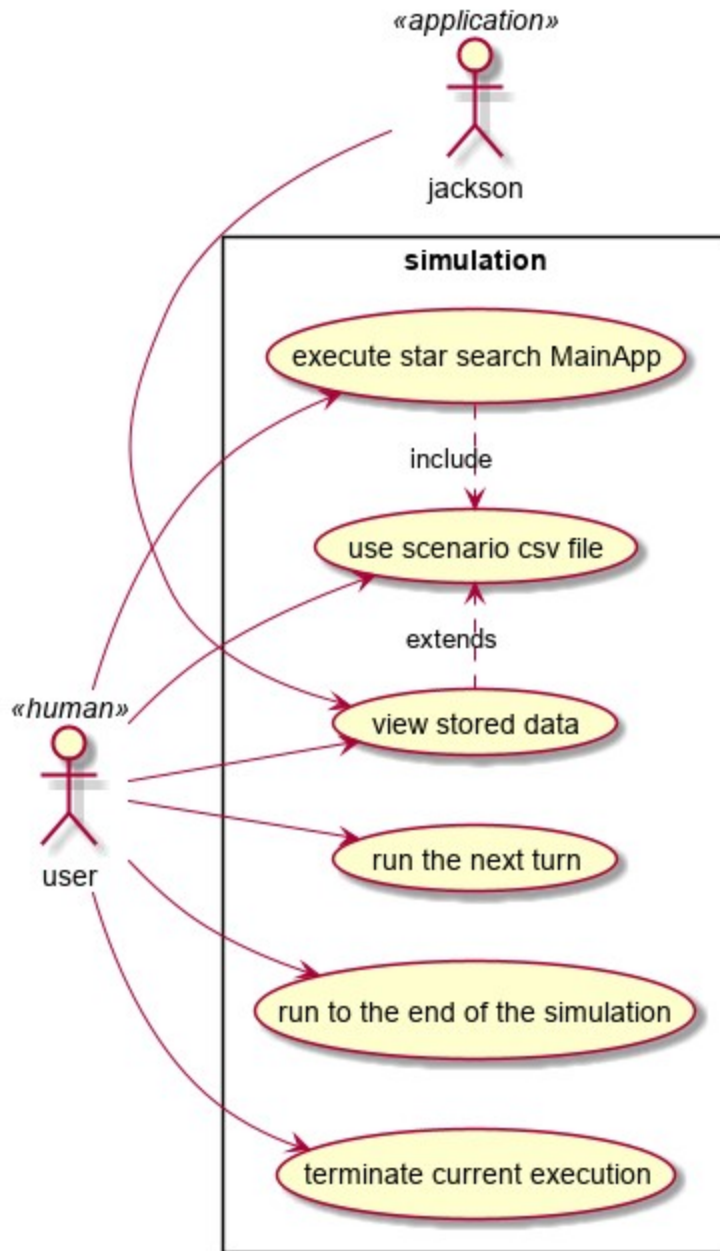 «application»
jackson
simulation
execute star search MainApp
include
use scenario csv file
extends
view stored data
«human»
user
run the next turn
run to the end of the simulation
terminate current execution